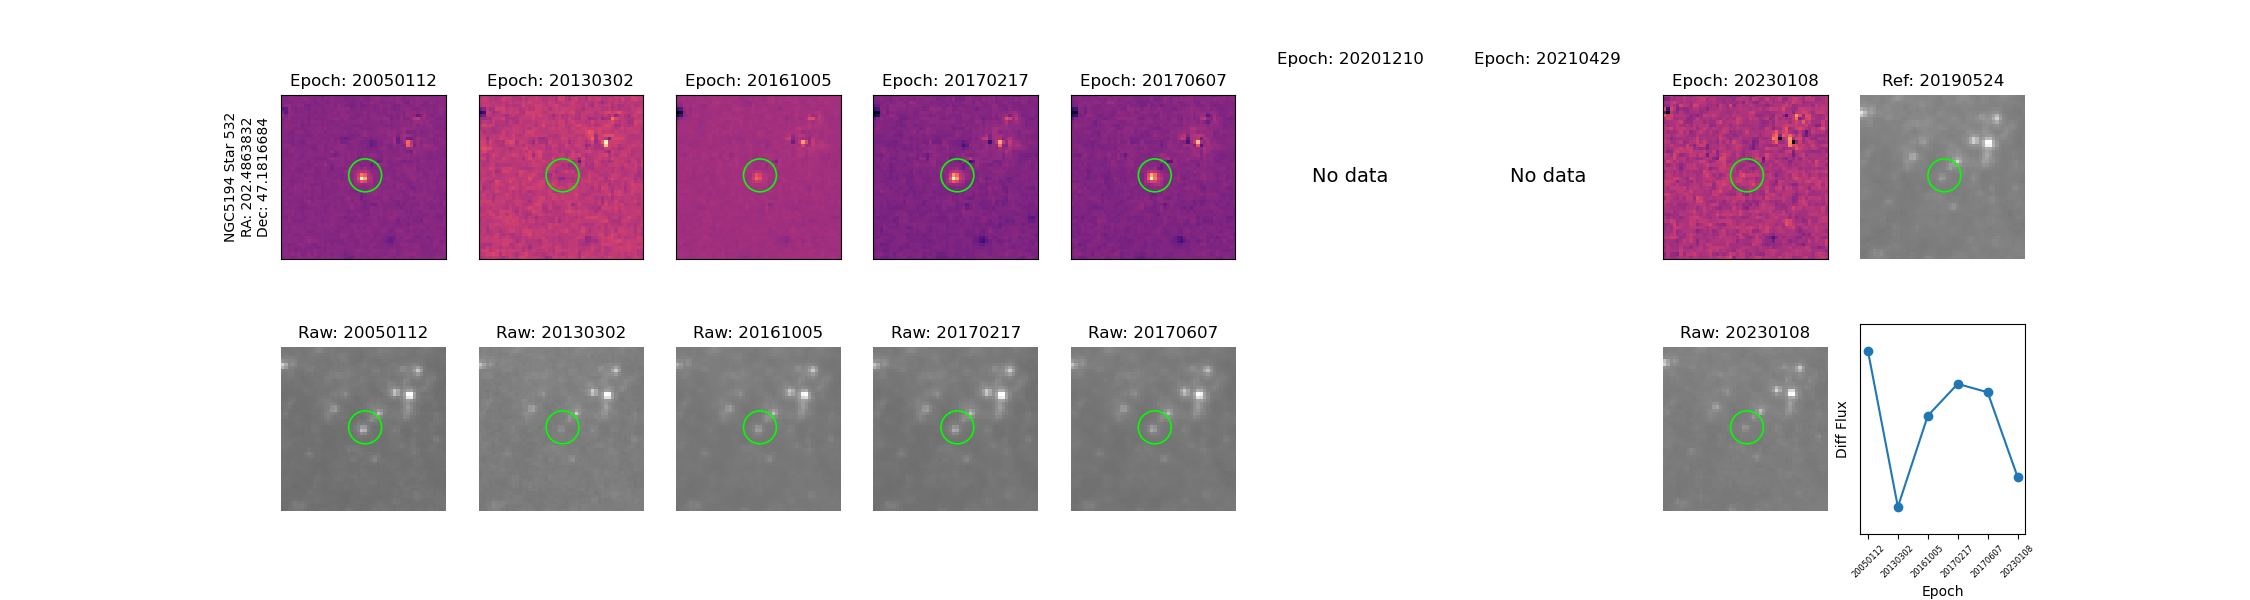 NGC5194 Star 532
RA: 202.4863832
Dec: 47.1816684
Epoch: 20050112
Epoch: 20130302
Epoch: 20161005
Epoch: 20170217
Epoch: 20170607
Epoch: 20201210
Epoch: 20210429
Epoch: 20230108
Ref: 20190524
No data
No data
Raw: 20050112
Raw: 20130302
Raw: 20161005
Raw: 20170217
Raw: 20170607
Raw: 20230108
Diff Flux
20050112
20130302
20161005
20170217
20170607
20230108
Epoch